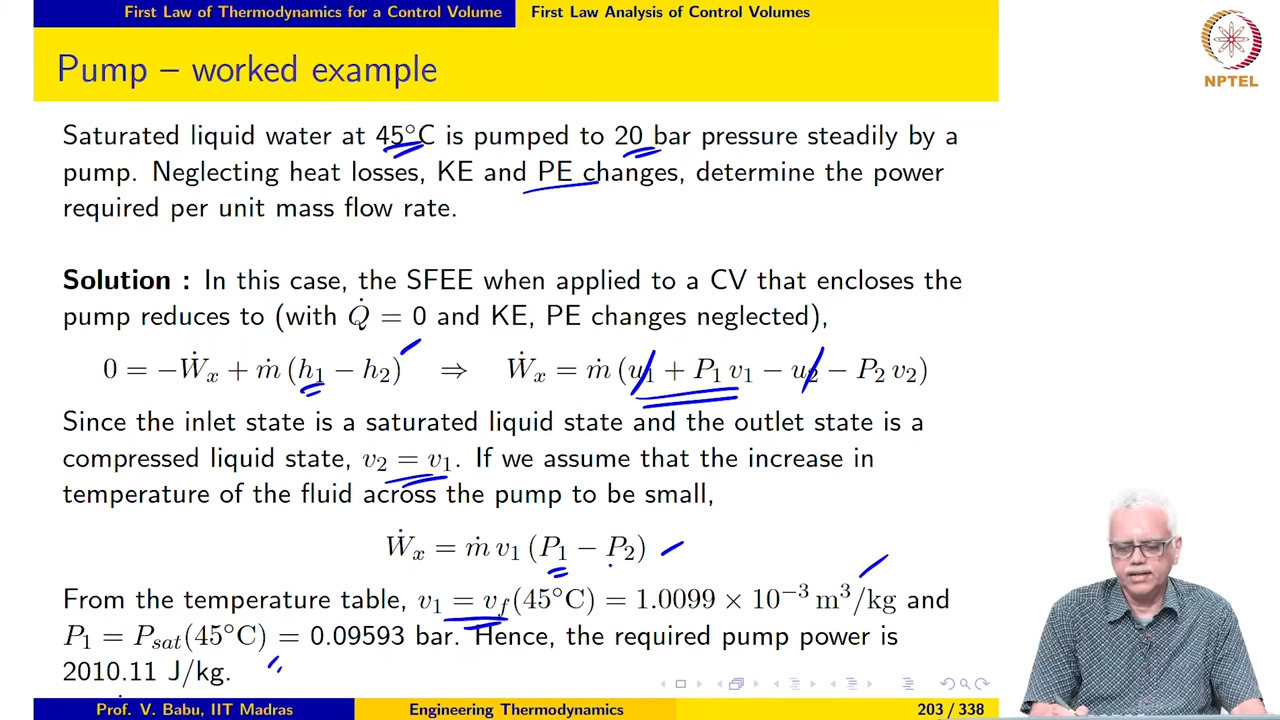 First Law of Thermodynamics for a Control Volume First Law Analysis of Control Volumes
NPTEL
Pump – worked example
Saturated liquid water at 45°C is pumped to 20 bar pressure steadily by a
pump. Neglecting heat losses, KE and PE changes, determine the power
required per unit mass flow rate.
Solution : In this case, the SFEE when applied to a CV that encloses the
pump reduces to (with Q̇ = 0 and KE, PE changes neglected),
0 = −Ẇₓ + ṁ (h₁ − h₂) ⇒ Ẇₓ = ṁ (u₁ + P₁ v₁ − u₂ − P₂ v₂)
Since the inlet state is a saturated liquid state and the outlet state is a
compressed liquid state, v₂ = v₁. If we assume that the increase in
temperature of the fluid across the pump to be small,
Ẇₓ = ṁ v₁ (P₁ − P₂)
From the temperature table, v₁ = v_f(45°C) = 1.0099 × 10⁻³ m³/kg and
P₁ = P_sat(45°C) = 0.09593 bar. Hence, the required pump power is
2010.11 J/kg.
Prof. V. Babu, IIT Madras Engineering Thermodynamics 203 / 338